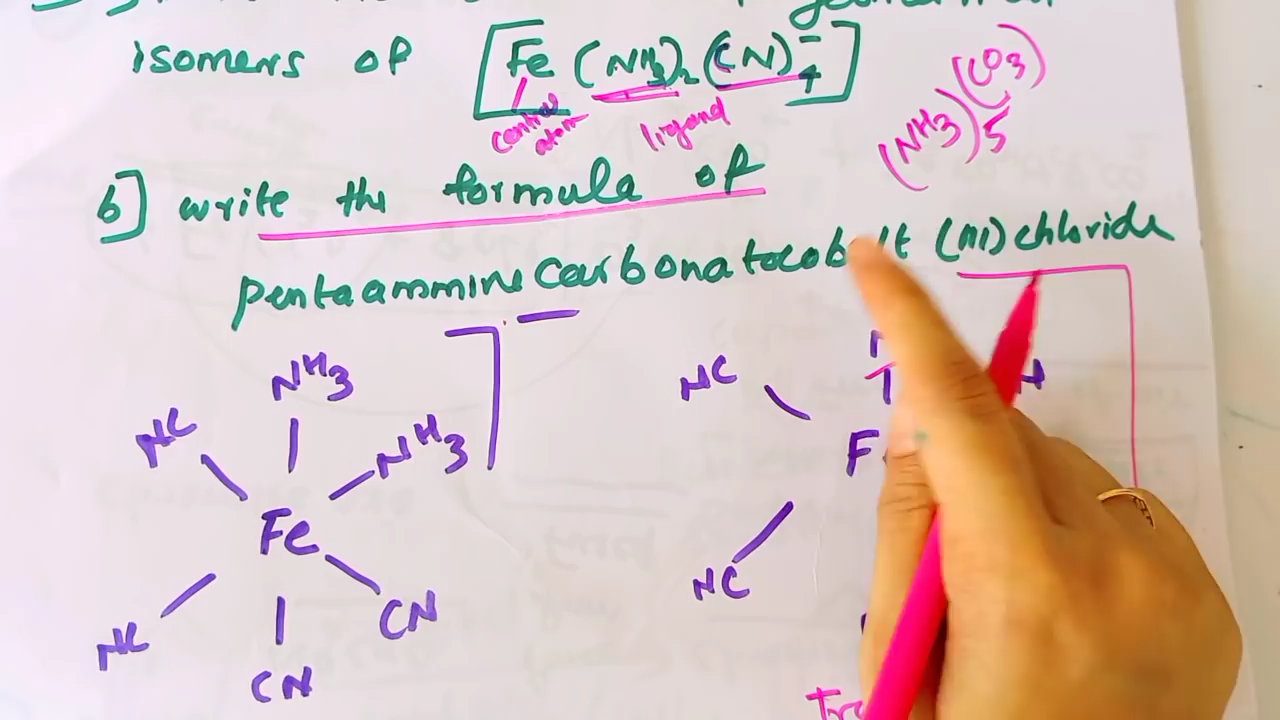 isomers of [Fe (NH3)2 (CN)4-]
central atom
ligand
(NH3)5 (CO3)
6] write the formula of
pentaamminecarbonatocobalt (III) chloride
NH3
NC
NH3
Fe
NC
CN
CN
NC
NC